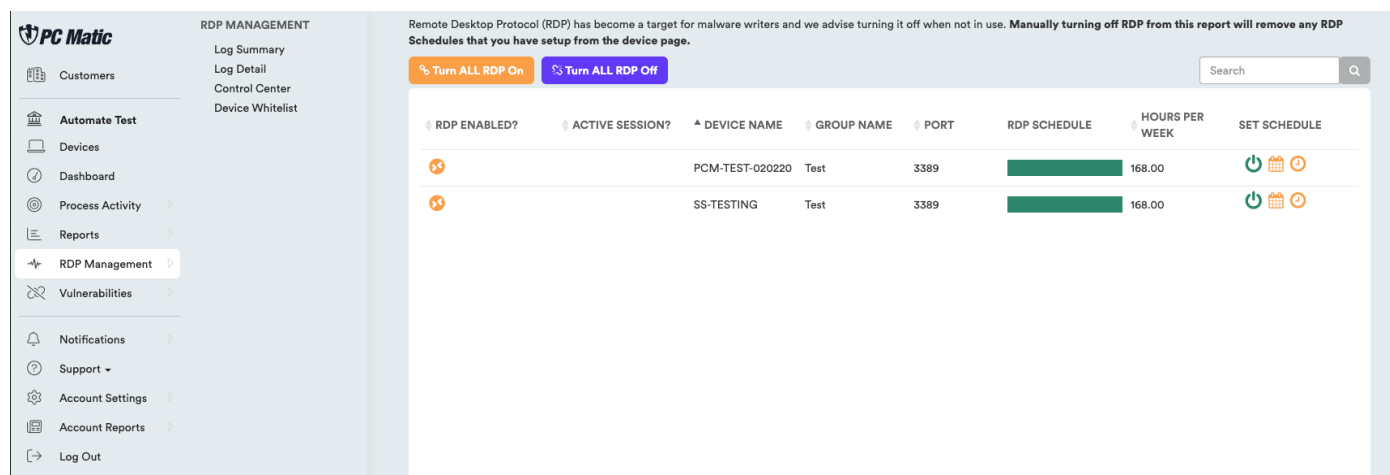 PC Matic
Customers
Automate Test
Devices
Dashboard
Process Activity
Reports
RDP Management
Vulnerabilities
Notifications
Support
Account Settings
Account Reports
Log Out
RDP MANAGEMENT
Log Summary
Log Detail
Control Center
Device Whitelist
Remote Desktop Protocol (RDP) has become a target for malware writers and we advise turning it off when not in use. Manually turning off RDP from this report will remove any RDP
Schedules that you have setup from the device page.
Turn ALL RDP On Turn ALL RDP Off Search
RDP ENABLED? ACTIVE SESSION? DEVICE NAME GROUP NAME PORT RDP SCHEDULE HOURS PER WEEK SET SCHEDULE
PCM-TEST-020220 Test 3389 168.00
SS-TESTING Test 3389 168.00